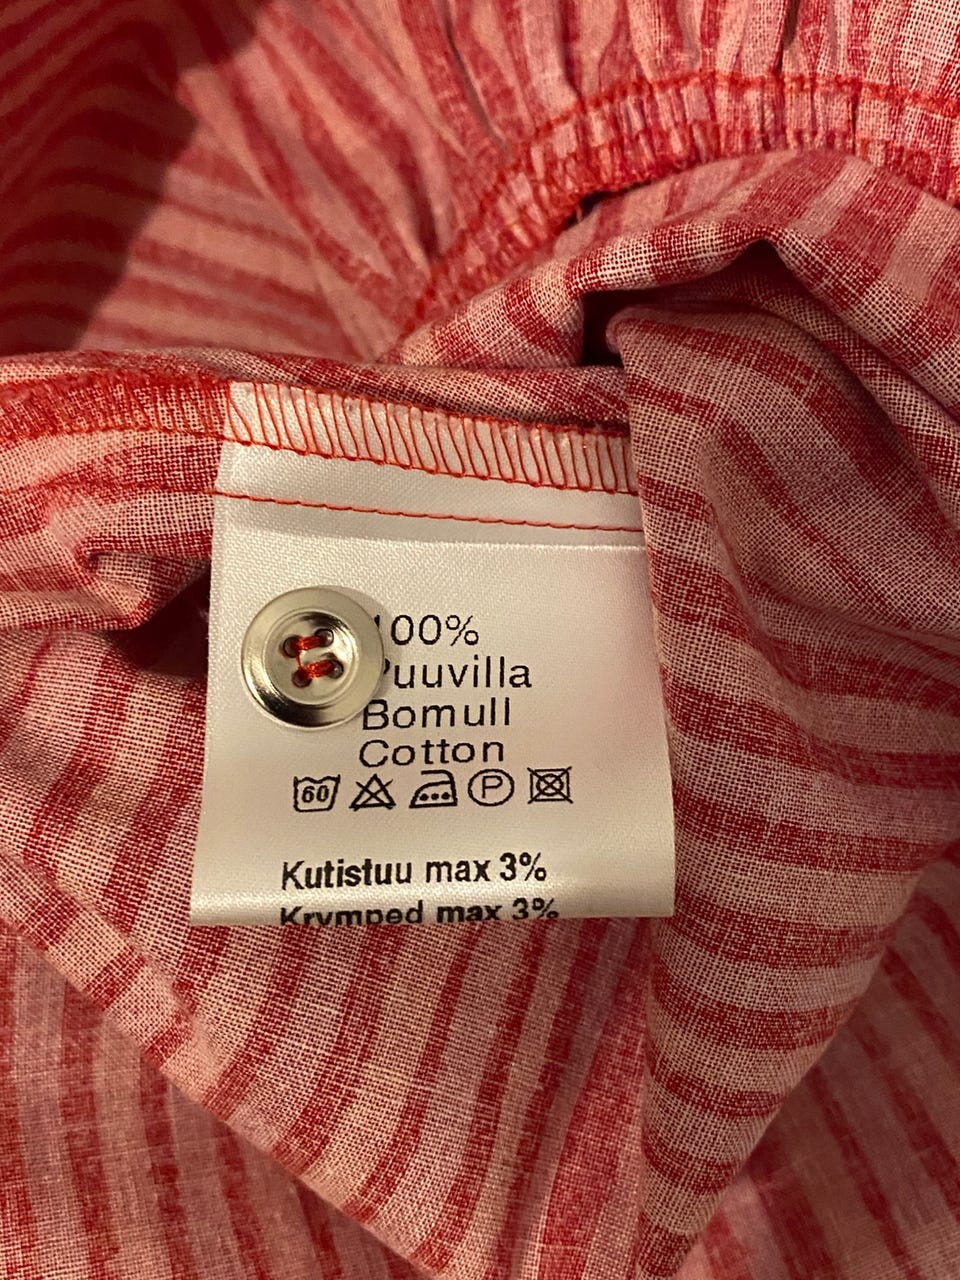 100%
Puuvilla
Bomull
Cotton
60 P
Kutistuu max 3%
Krymped max 3%